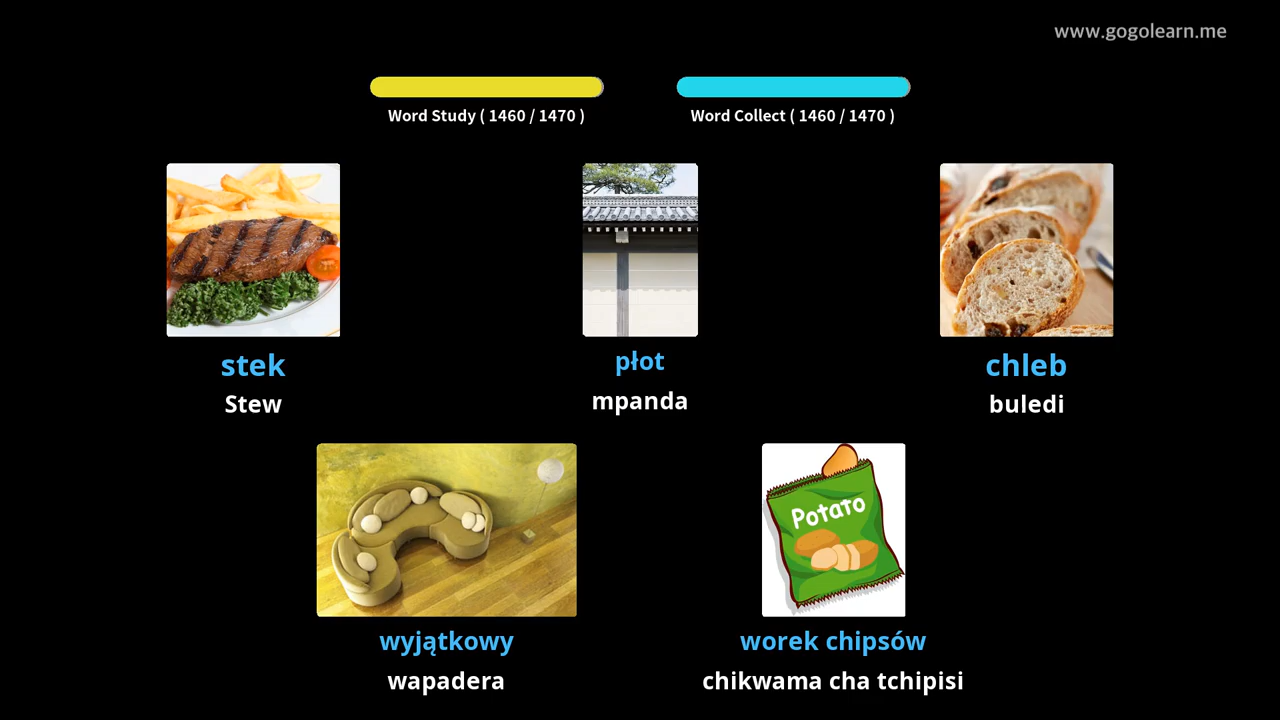 www.gogolearn.me
Word Study ( 1460 / 1470 )
Word Collect ( 1460 / 1470 )
stek
Stew
płot
mpanda
chleb
buledi
Potato
wyjątkowy
wapadera
worek chipsów
chikwama cha tchipisi